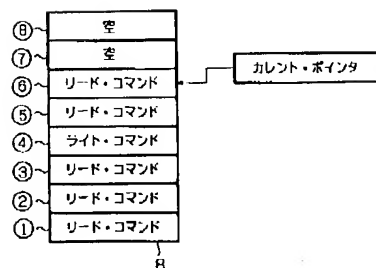 ⑧ 空
⑦ 空
⑥ リード・コマンド カレント・ポインタ
⑤ リード・コマンド
④ ライト・コマンド
③ リード・コマンド
② リード・コマンド
① リード・コマンド
8